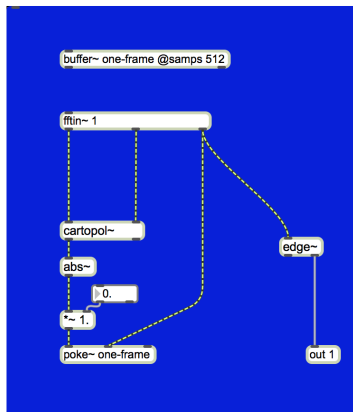 buffer~ one-frame @samps 512
fftin~ 1
cartopol~
edge~
abs~
0.
*~ 1.
poke~ one-frame
out 1